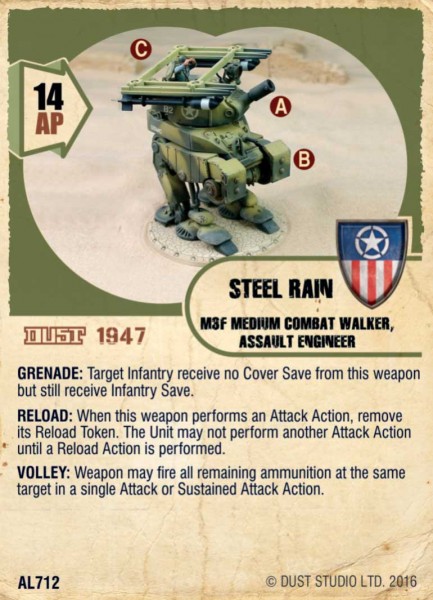 14
AP
C
A
B
STEEL RAIN
M3F MEDIUM COMBAT WALKER,
ASSAULT ENGINEER
DUST 1947
GRENADE: Target Infantry receive no Cover Save from this weapon
but still receive Infantry Save.
RELOAD: When this weapon performs an Attack Action, remove
its Reload Token. The Unit may not perform another Attack Action
until a Reload Action is performed.
VOLLEY: Weapon may fire all remaining ammunition at the same
target in a single Attack or Sustained Attack Action.
AL712
© DUST STUDIO LTD. 2016